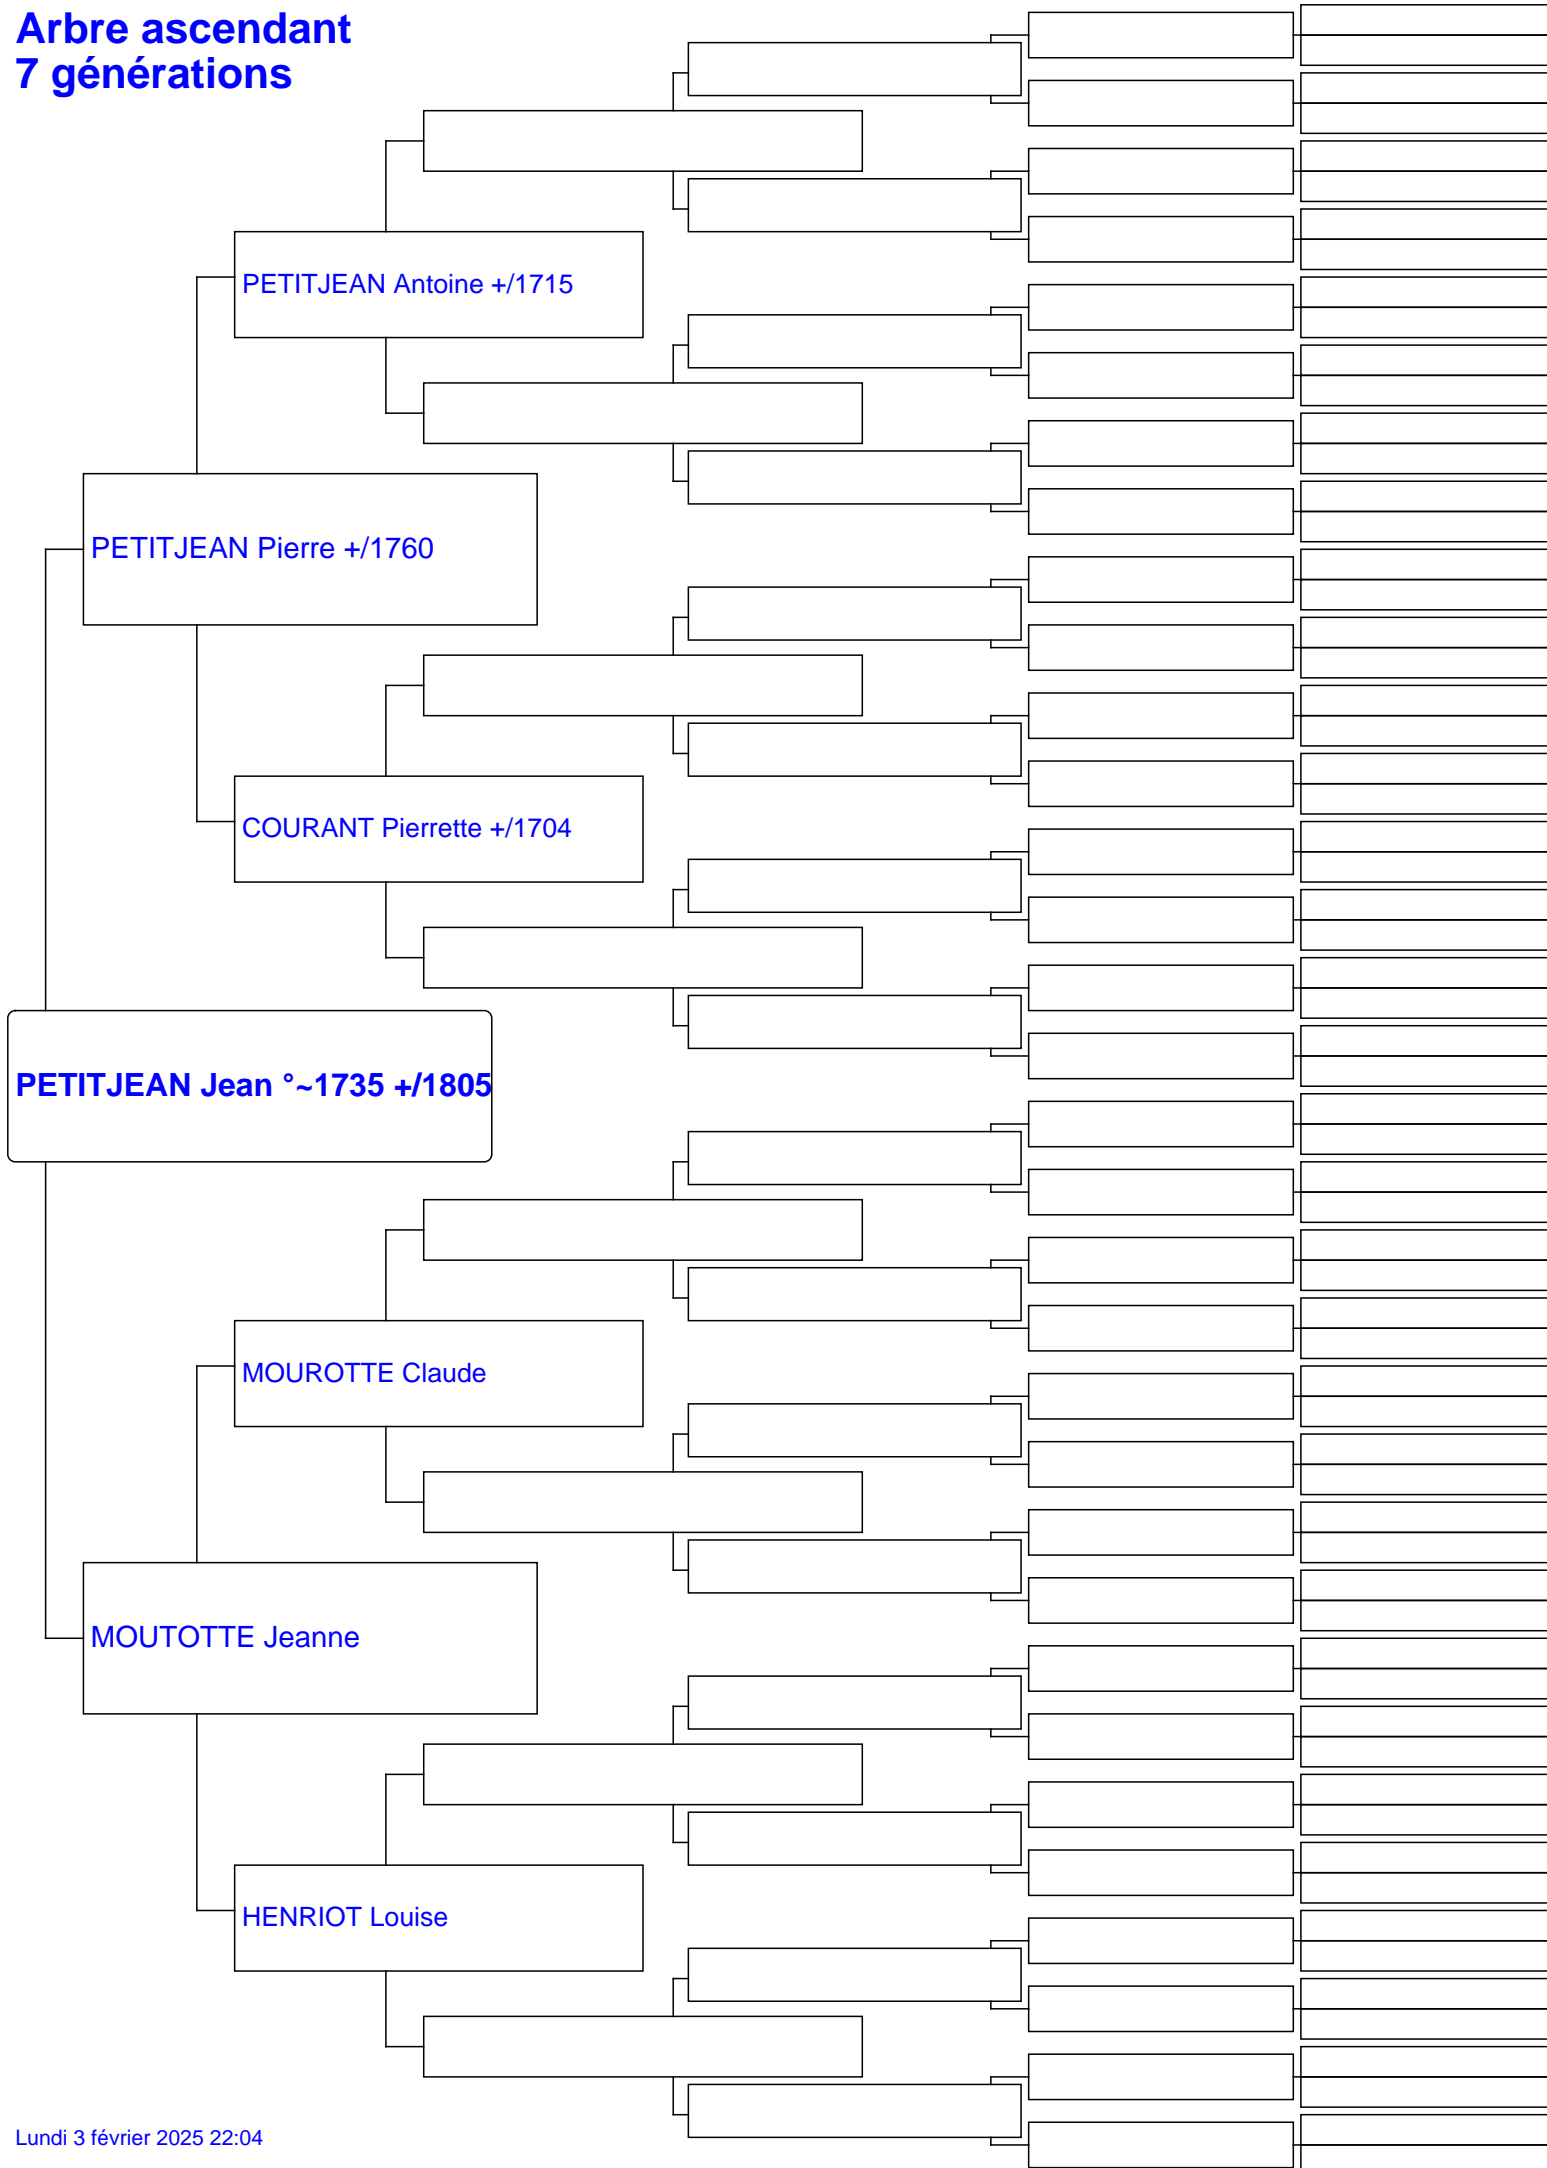 Arbre ascendant
7 générations
PETITJEAN Antoine +/1715
PETITJEAN Pierre +/1760
COURANT Pierrette +/1704
PETITJEAN Jean °~1735 +/1805
MOUROTTE Claude
MOUTOTTE Jeanne
HENRIOT Louise
Lundi 3 février 2025 22:04